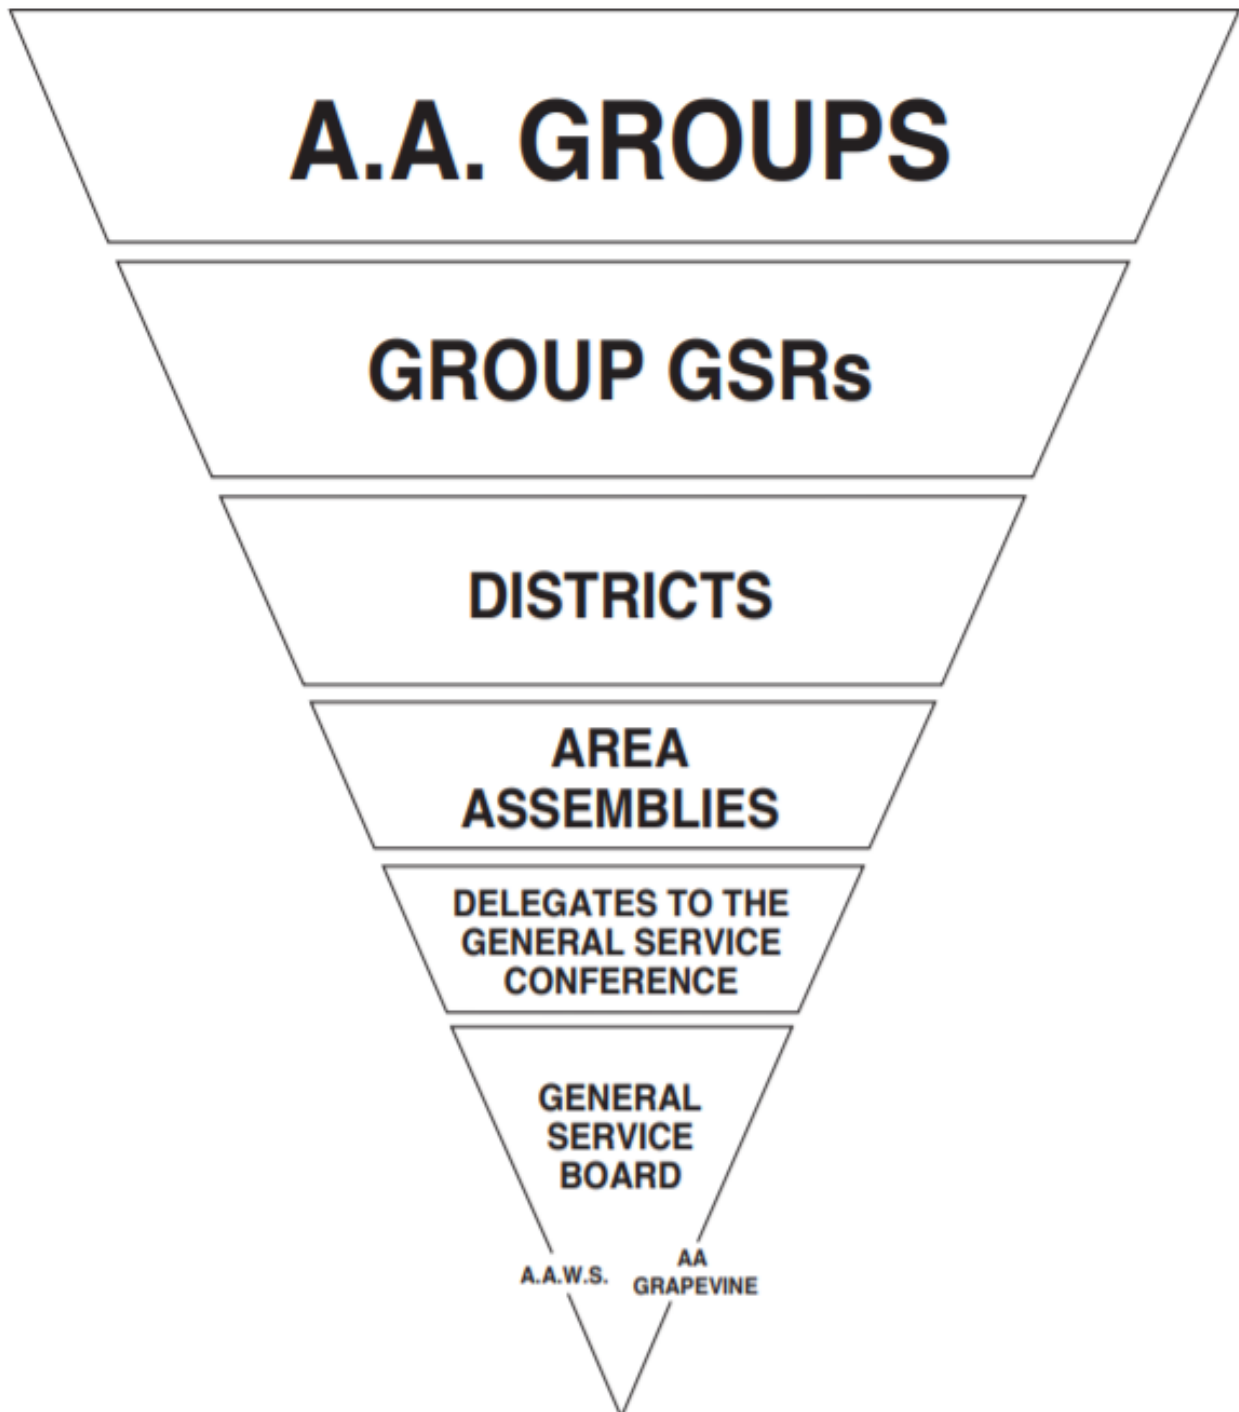 A.A. GROUPS
GROUP GSRs
DISTRICTS
AREA
ASSEMBLIES
DELEGATES TO THE
GENERAL SERVICE
CONFERENCE
GENERAL
SERVICE
BOARD
A.A.W.S.
AA
GRAPEVINE